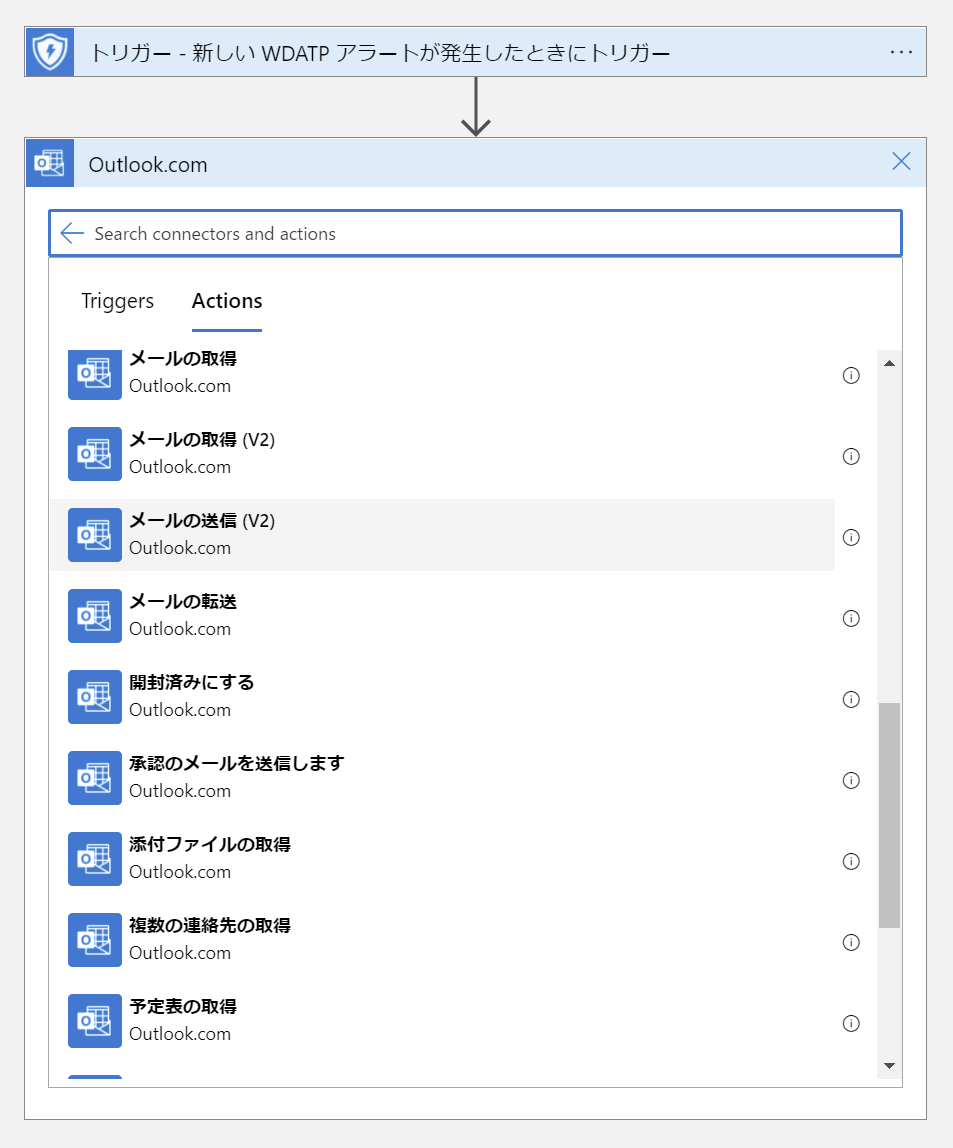 トリガー - 新しい WDATP アラートが発生したときにトリガー
Outlook.com
Search connectors and actions
Triggers Actions
メールの取得
Outlook.com
メールの取得 (V2)
Outlook.com
メールの送信 (V2)
Outlook.com
メールの転送
Outlook.com
開封済みにする
Outlook.com
承認のメールを送信します
Outlook.com
添付ファイルの取得
Outlook.com
複数の連絡先の取得
Outlook.com
予定表の取得
Outlook.com